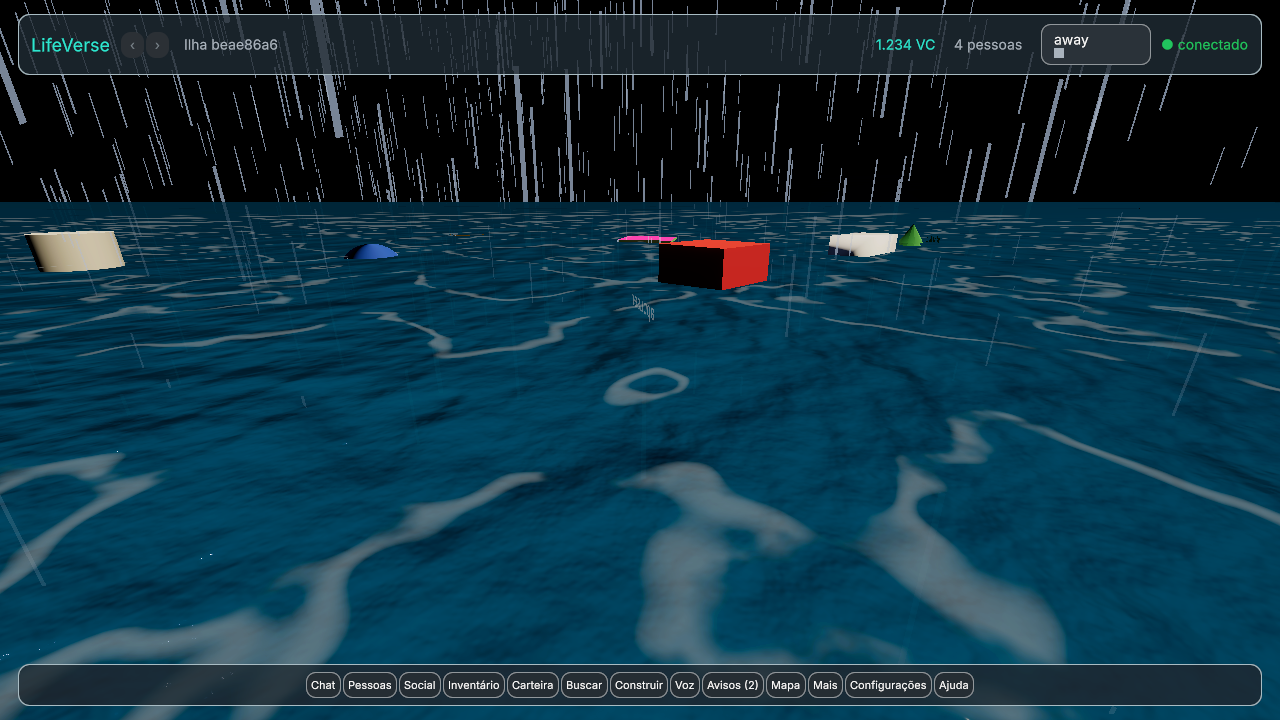 LifeVerse
‹ ›
Ilha beae86a6
1.234 VC
4 pessoas
away
conectado
Chat
Pessoas
Social
Inventário
Carteira
Buscar
Construir
Voz
Avisos (2)
Mapa
Mais
Configurações
Ajuda